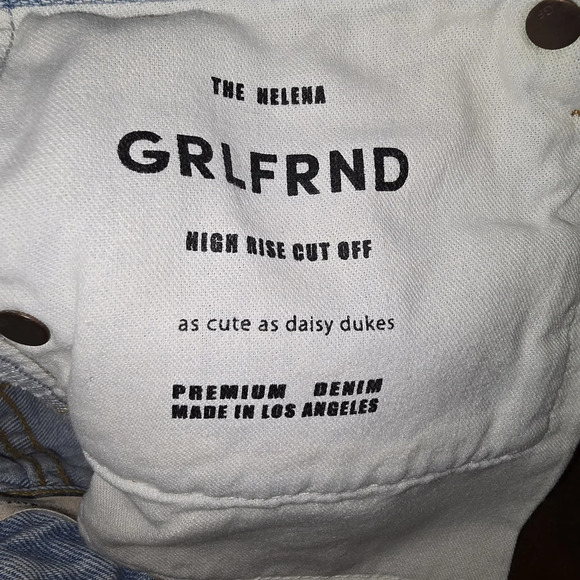 THE HELENA
GRLFRND
HIGH RISE CUT OFF
as cute as daisy dukes
PREMIUM DENIM
MADE IN LOS ANGELES